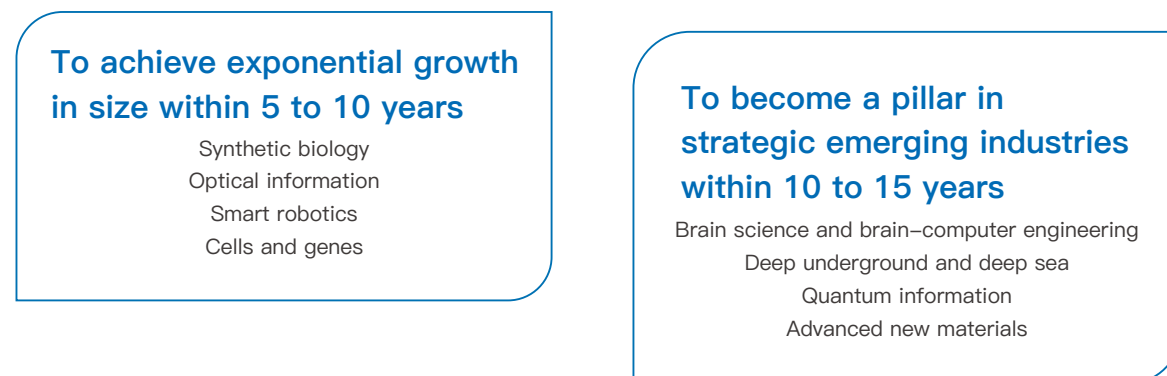 To achieve exponential growth
in size within 5 to 10 years
Synthetic biology
Optical information
Smart robotics
Cells and genes
To become a pillar in
strategic emerging industries
within 10 to 15 years
Brain science and brain–computer engineering
Deep underground and deep sea
Quantum information
Advanced new materials